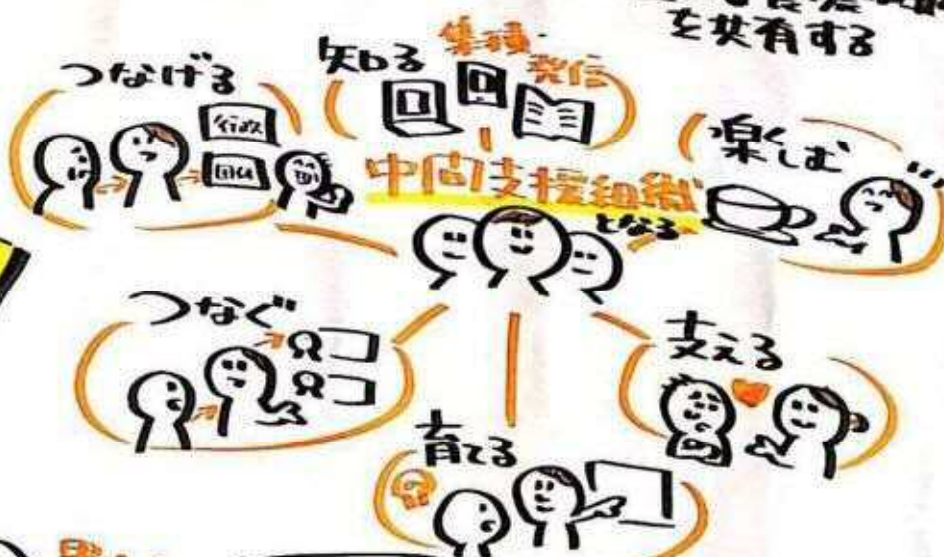 を共有する
つなげる
知る
集積・
発信
行政
団体
楽しむ
中間支援組織
となる
つなぐ
支える
育てる